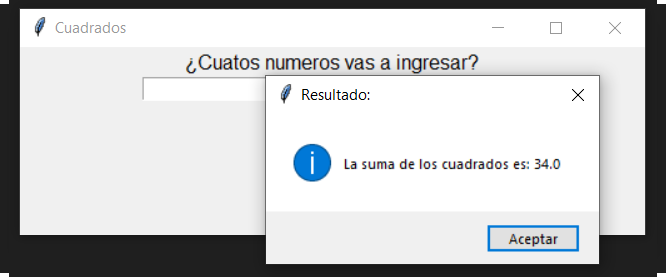 Cuadrados
¿Cuatos numeros vas a ingresar?
Resultado:
La suma de los cuadrados es: 34.0
Aceptar